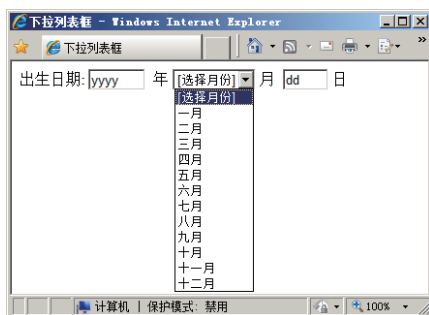 下拉列表框 - Windows Internet Explorer
下拉列表框
»
出生日期: yyyy 年 [选择月份] 月 dd 日
[选择月份]
一月
二月
三月
四月
五月
六月
七月
八月
九月
十月
十一月
十二月
计算机 | 保护模式: 禁用 100%